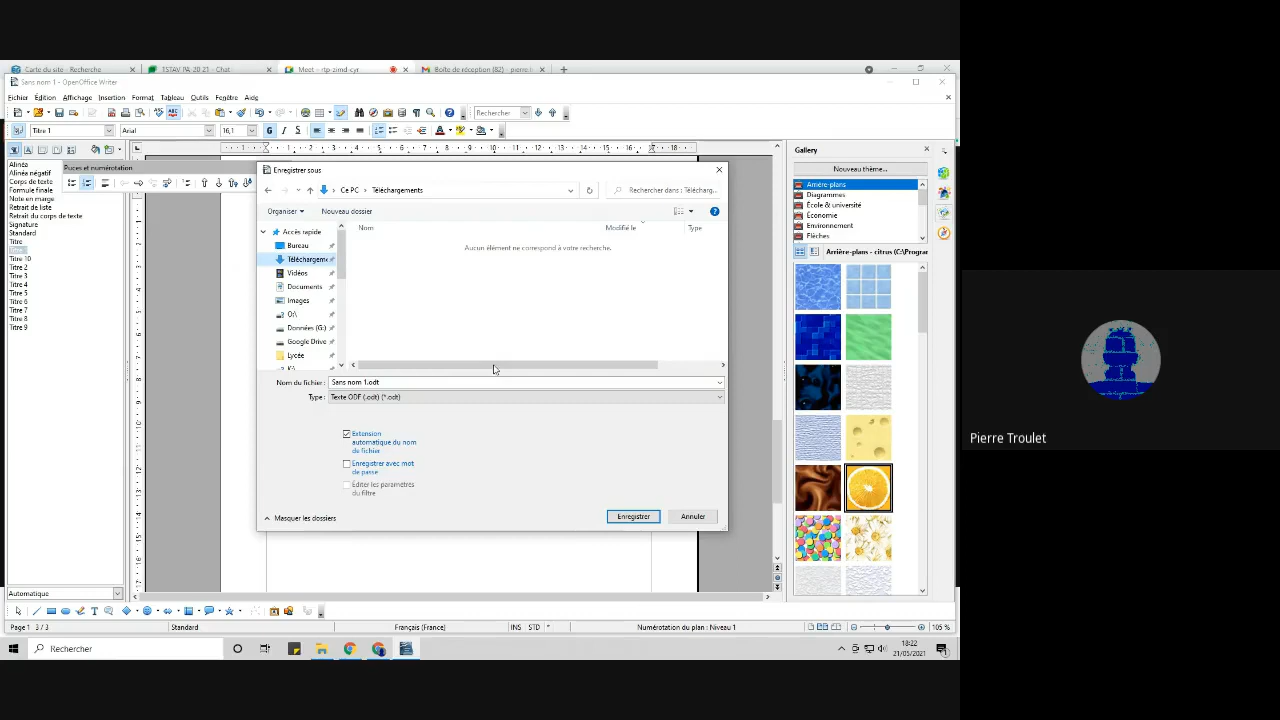 Carte du site - Recherche
1STAV PA-20 21 - Chat
Meet – rtp-zimd-cyr
Boîte de réception (82) - pierre.l
Sans nom 1 - OpenOffice Writer
Fichier Édition Affichage Insertion Format Tableau Outils Fenêtre Aide
Rechercher
Titre 1 Arial 16,1
Puces et numérotation
Alinéa
Alinéa négatif
Corps de texte
Formule finale
Note en marge
Retrait de liste
Retrait du corps de texte
Signature
Standard
Titre
Titre 10
Titre 2
Titre 3
Titre 4
Titre 5
Titre 6
Titre 7
Titre 8
Titre 9
Automatique
Enregistrer sous
Ce PC Téléchargements
Rechercher dans : Télécharg...
Organiser Nouveau dossier
Accès rapide
Bureau
Téléchargeme
Vidéos
Documents
Images
Données (G:)
Google Drive
Lycée
Nom Modifié le Type
Aucun élément ne correspond à votre recherche.
Nom du fichier : Sans nom 1.odt
Type : Texte ODF (.odt) (*.odt)
Extension
automatique du nom
de fichier
Enregistrer avec mot
de passe
Éditer les paramètres
du filtre
Masquer les dossiers
Enregistrer Annuler
Gallery
Nouveau thème...
Arrière-plans
Diagrammes
École & université
Économie
Environnement
Flèches
Arrière-plans - citrus (C:\Progran
Page 1 3 / 3 Standard Français (France) INS STD * Numérotation du plan : Niveau 1 105 %
Rechercher
18:22
21/05/2021
Pierre Troulet